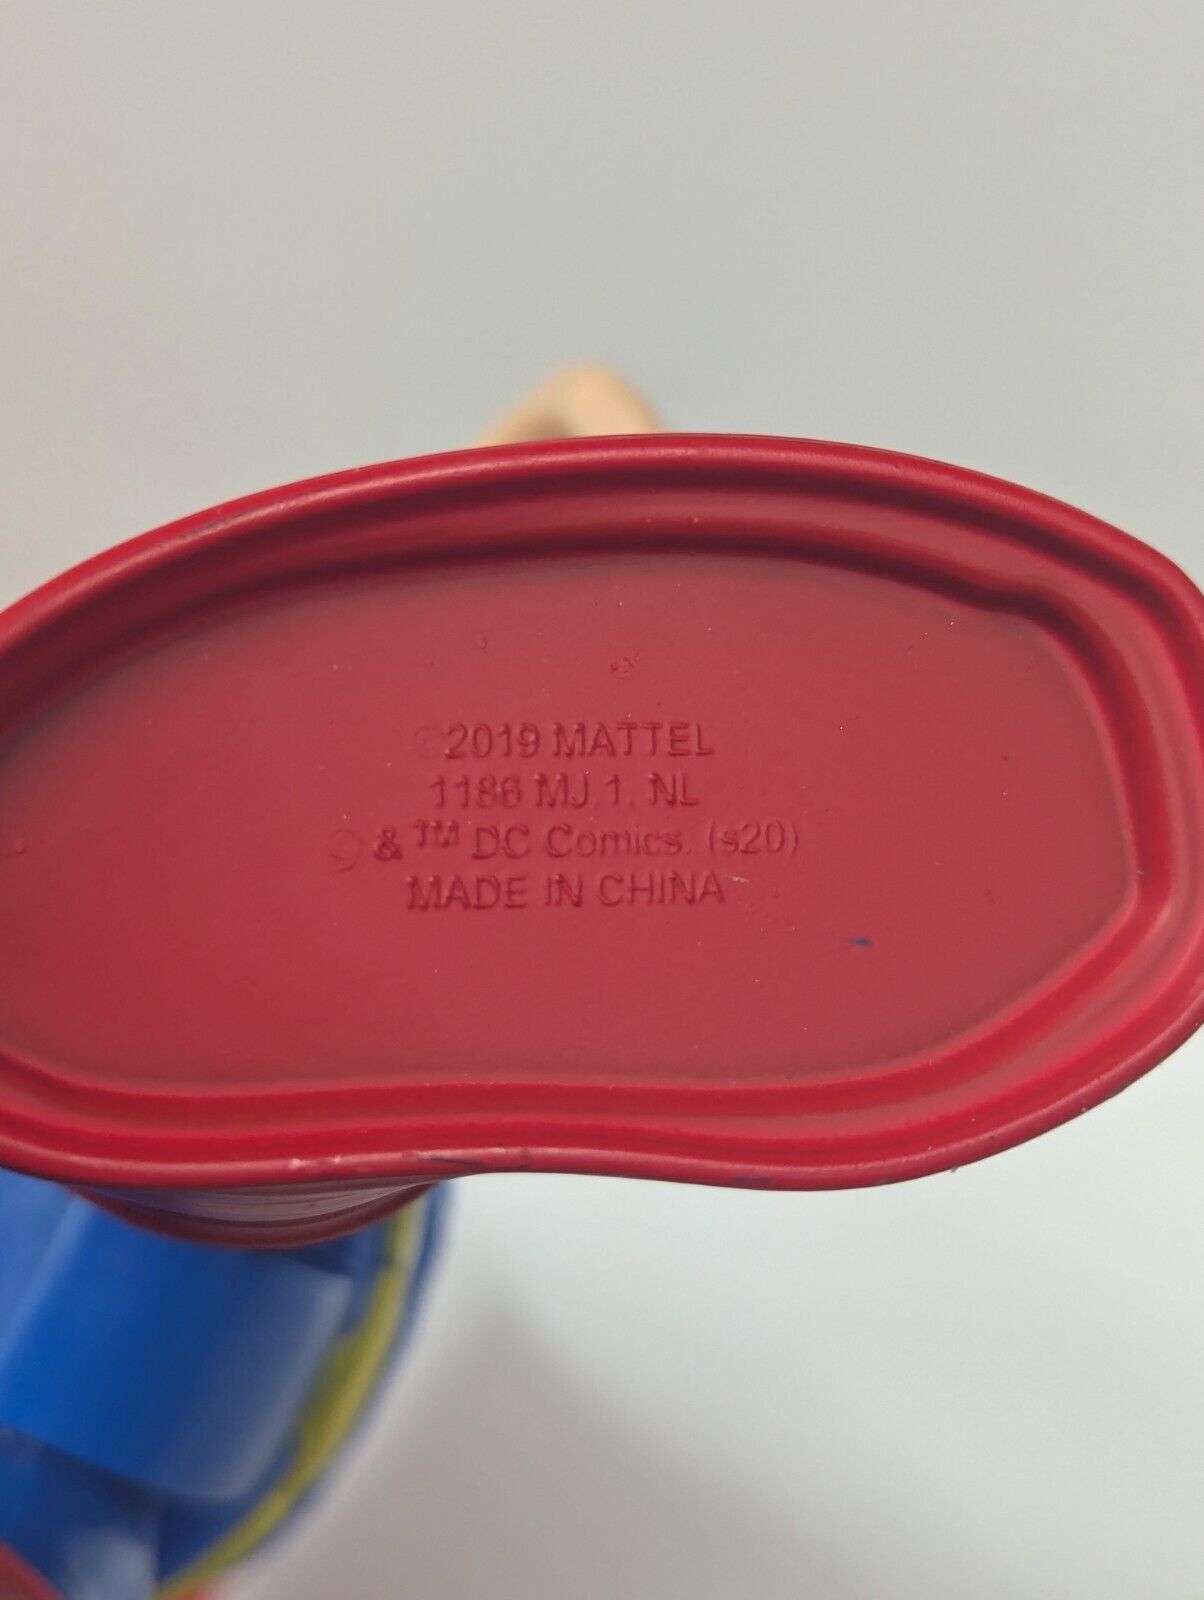 ©2019 MATTEL
1186 MJ,1, NL
© & ™ DC Comics. (s20)
MADE IN CHINA